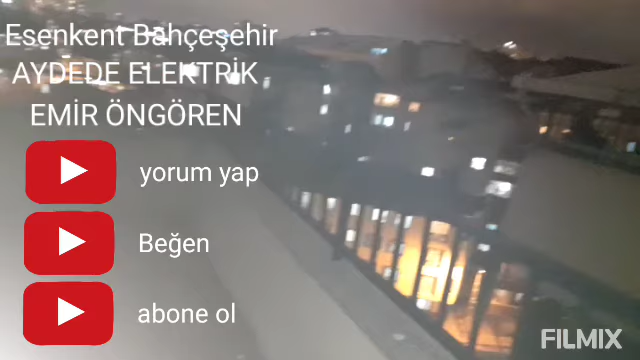 Esenkent Bahçeşehir
AYDEDE ELEKTRİK
EMİR ÖNGÖREN
yorum yap
Beğen
abone ol
FILMIX